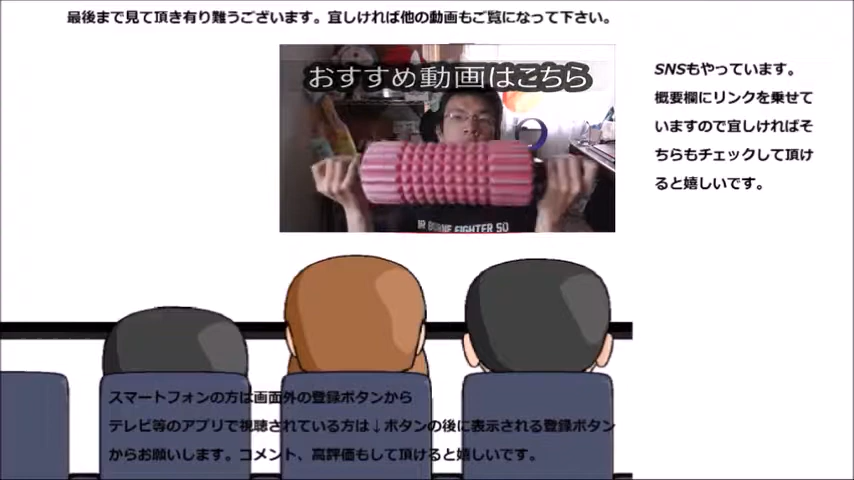 最後まで見て頂き有り難うございます。宜しければ他の動画もご覧になって下さい。
おすすめ動画はこちら
SNSもやっています。
概要欄にリンクを乗せて
いますので宜しければそ
ちらもチェックして頂け
ると嬉しいです。
FIGHTER SO
スマートフォンの方は画面外の登録ボタンから
テレビ等のアプリで視聴されている方は↓ボタンの後に表示される登録ボタン
からお願いします。コメント、高評価もして頂けると嬉しいです。